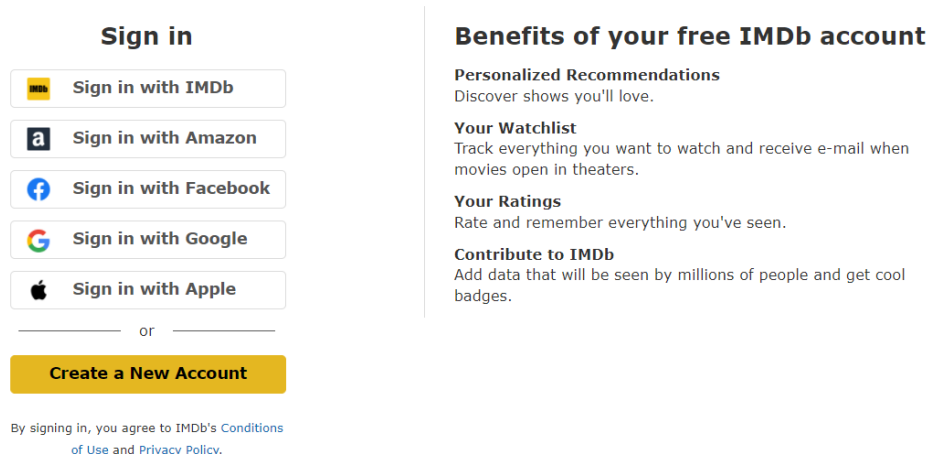 Sign in
IMDb Sign in with IMDb
a Sign in with Amazon
Sign in with Facebook
G Sign in with Google
Sign in with Apple
or
Create a New Account
By signing in, you agree to IMDb's Conditions
of Use and Privacy Policy.
Benefits of your free IMDb account
Personalized Recommendations
Discover shows you'll love.
Your Watchlist
Track everything you want to watch and receive e-mail when
movies open in theaters.
Your Ratings
Rate and remember everything you've seen.
Contribute to IMDb
Add data that will be seen by millions of people and get cool
badges.